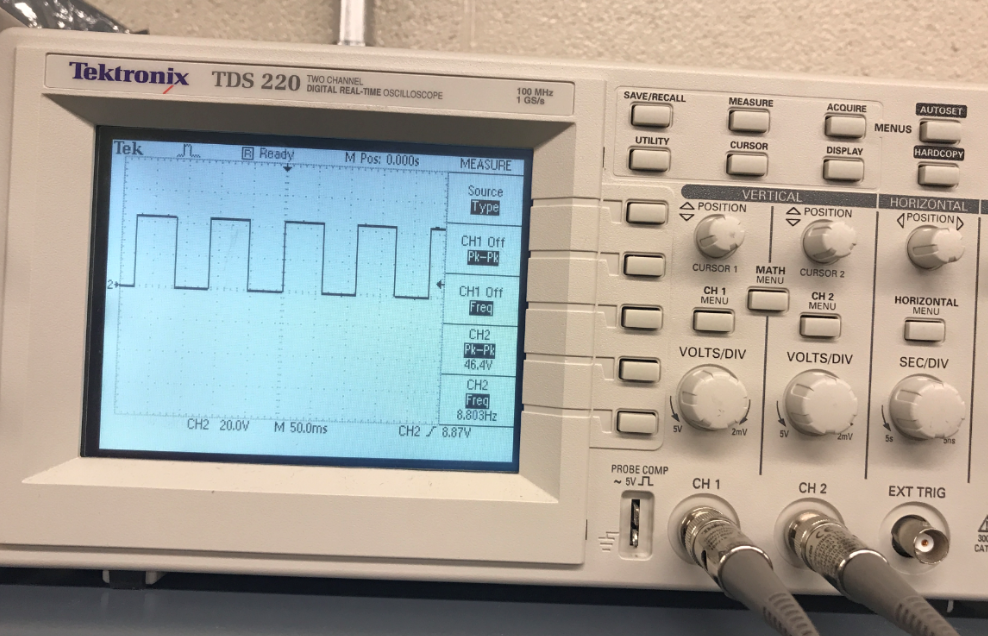 Tektronix TDS 220 TWO CHANNEL
DIGITAL REAL-TIME OSCILLOSCOPE
100 MHz
1 GS/s
Tek R Ready M Pos: 0.000s MEASURE
Source
Type
CH1 Off
Pk-Pk
CH1 Off
Freq
CH2
Pk-Pk
46.4V
CH2
Freq
8.803Hz
2
CH2 20.0V M 50.0ms CH2 8.87V
SAVE/RECALL MEASURE ACQUIRE AUTOSET
MENUS
UTILITY CURSOR DISPLAY HARDCOPY
VERTICAL HORIZONTAL
POSITION POSITION POSITION
CURSOR 1 CURSOR 2
MATH
MENU
CH 1
MENU
CH 2
MENU
HORIZONTAL
MENU
VOLTS/DIV VOLTS/DIV SEC/DIV
5V 2mV 5V 2mV 5s 5ns
PROBE COMP
~ 5V
CH 1 CH 2 EXT TRIG
300
CAT